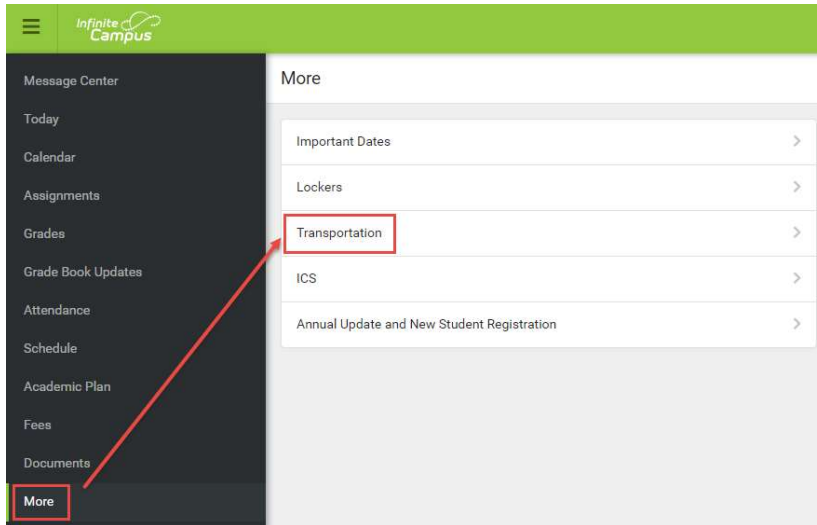 Infinite
Campus
Message Center
Today
Calendar
Assignments
Grades
Grade Book Updates
Attendance
Schedule
Academic Plan
Fees
Documents
More
More
Important Dates
Lockers
Transportation
ICS
Annual Update and New Student Registration